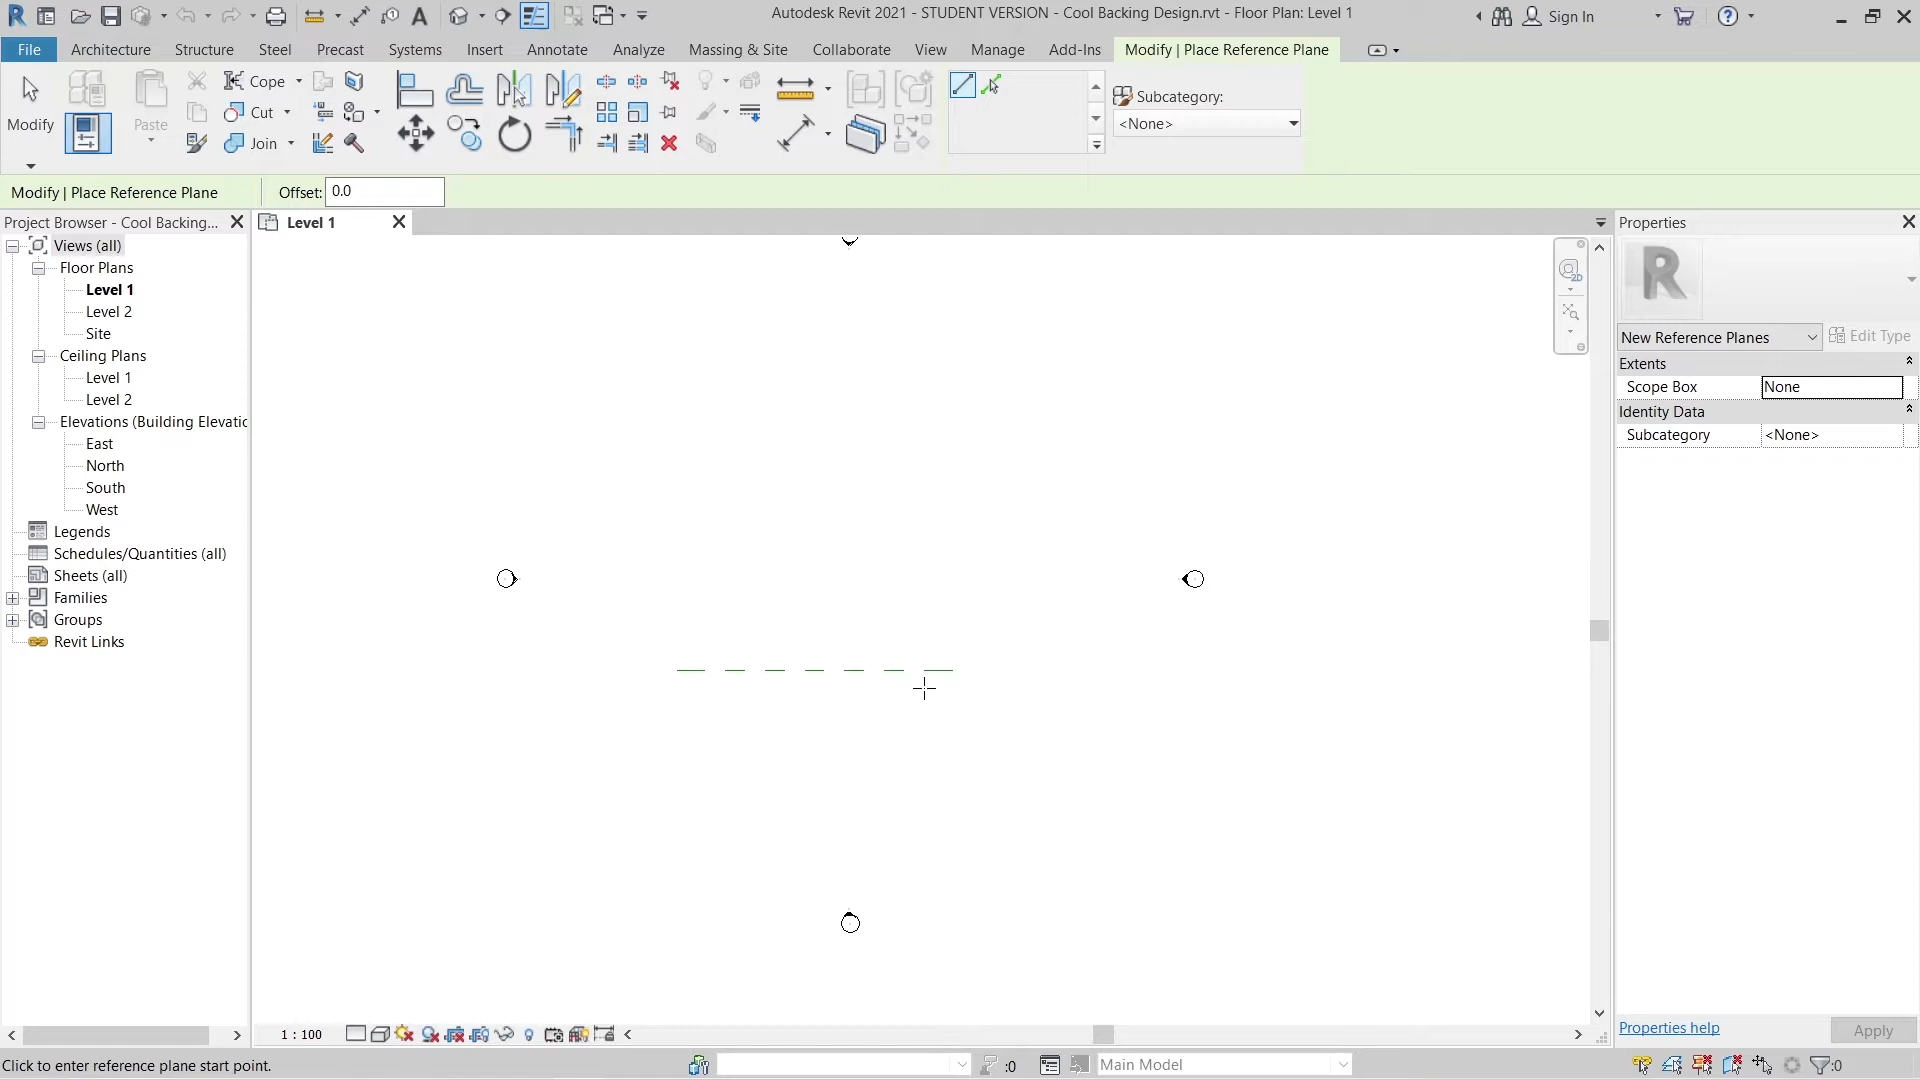 Autodesk Revit 2021 - STUDENT VERSION - Cool Backing Design.rvt - Floor Plan: Level 1
Sign In
File
Architecture
Structure
Steel
Precast
Systems
Insert
Annotate
Analyze
Massing & Site
Collaborate
View
Manage
Add-Ins
Modify | Place Reference Plane
Modify
Paste
Cope
Cut
Join
Subcategory:
<None>
Modify | Place Reference Plane
Offset:
0.0
Project Browser - Cool Backing...
Views (all)
Floor Plans
Level 1
Level 2
Site
Ceiling Plans
Level 1
Level 2
Elevations (Building Elevatio
East
North
South
West
Legends
Schedules/Quantities (all)
Sheets (all)
Families
Groups
Revit Links
Level 1
2D
Properties
New Reference Planes
Edit Type
Extents
Scope Box
None
Identity Data
Subcategory
<None>
Properties help
Apply
1 : 100
Click to enter reference plane start point.
:0
Main Model
:0